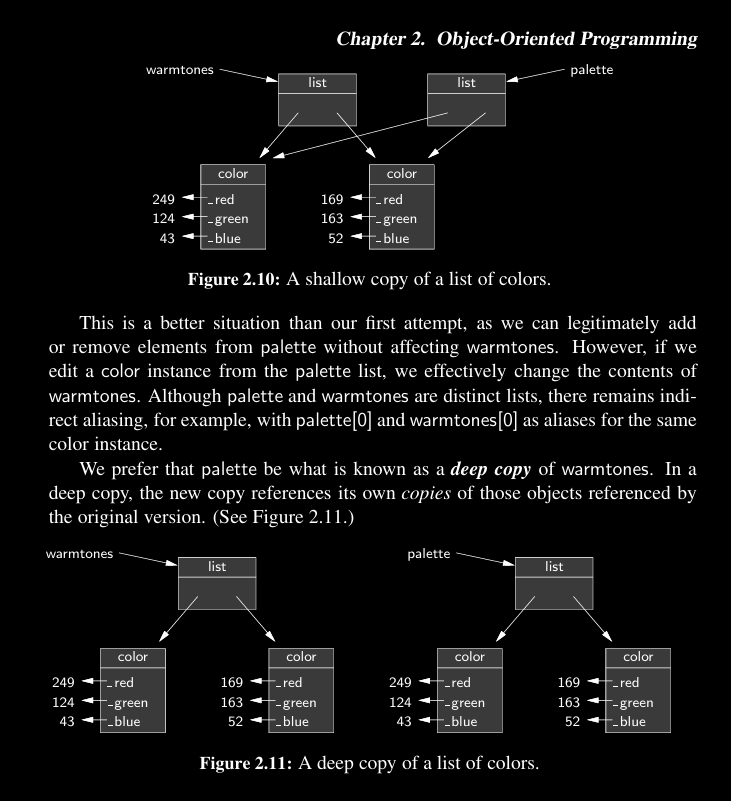 Chapter 2. Object-Oriented Programming
warmtones
palette
list
list
color
color
249
_red
169
_red
124
_green
163
_green
43
_blue
52
_blue
Figure 2.10: A shallow copy of a list of colors.
This is a better situation than our first attempt, as we can legitimately add
or remove elements from palette without affecting warmtones. However, if we
edit a color instance from the palette list, we effectively change the contents of
warmtones. Although palette and warmtones are distinct lists, there remains indi-
rect aliasing, for example, with palette[0] and warmtones[0] as aliases for the same
color instance.
We prefer that palette be what is known as a deep copy of warmtones. In a
deep copy, the new copy references its own copies of those objects referenced by
the original version. (See Figure 2.11.)
warmtones
palette
list
list
color
color
color
color
249
_red
169
_red
249
_red
169
_red
124
_green
163
_green
124
_green
163
_green
43
_blue
52
_blue
43
_blue
52
_blue
Figure 2.11: A deep copy of a list of colors.